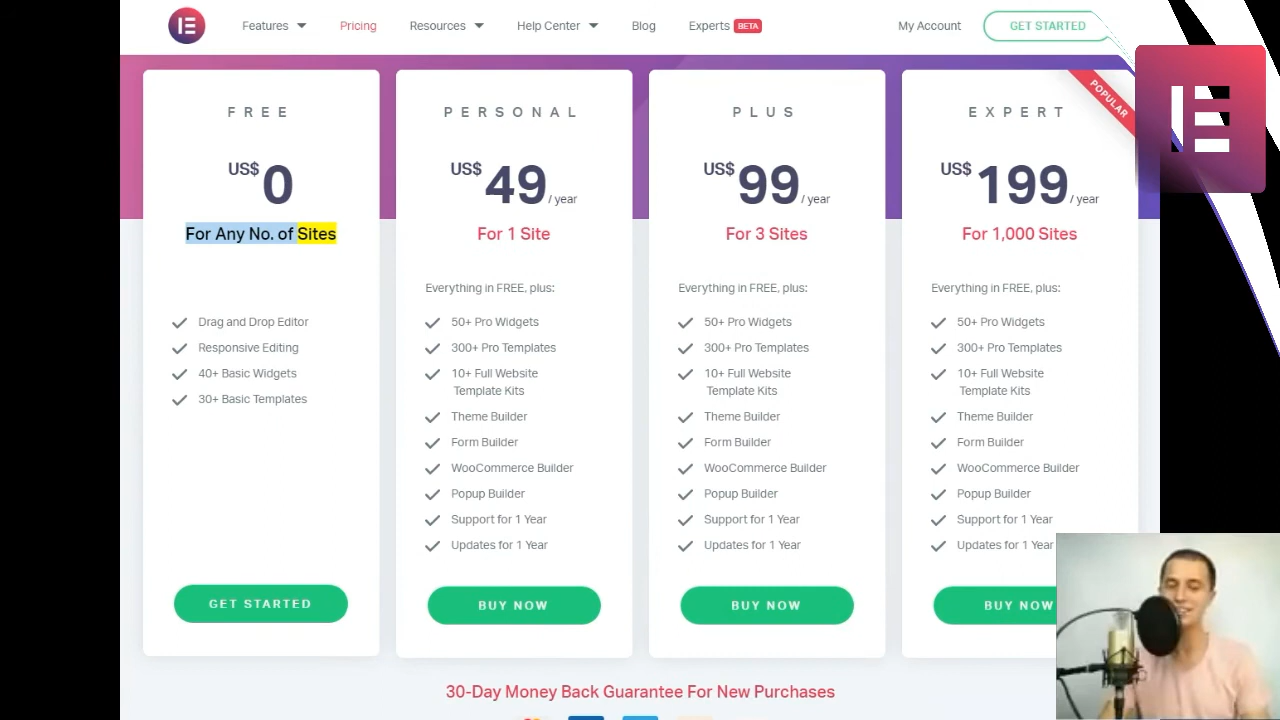 Features
Pricing
Resources
Help Center
Blog
Experts BETA
My Account
GET STARTED
FREE
US$ 0
For Any No. of Sites
Drag and Drop Editor
Responsive Editing
40+ Basic Widgets
30+ Basic Templates
GET STARTED
PERSONAL
US$ 49 / year
For 1 Site
Everything in FREE, plus:
50+ Pro Widgets
300+ Pro Templates
10+ Full Website
Template Kits
Theme Builder
Form Builder
WooCommerce Builder
Popup Builder
Support for 1 Year
Updates for 1 Year
BUY NOW
PLUS
US$ 99 / year
For 3 Sites
Everything in FREE, plus:
50+ Pro Widgets
300+ Pro Templates
10+ Full Website
Template Kits
Theme Builder
Form Builder
WooCommerce Builder
Popup Builder
Support for 1 Year
Updates for 1 Year
BUY NOW
EXPERT
POPULAR
US$ 199 / year
For 1,000 Sites
Everything in FREE, plus:
50+ Pro Widgets
300+ Pro Templates
10+ Full Website
Template Kits
Theme Builder
Form Builder
WooCommerce Builder
Popup Builder
Support for 1 Year
Updates for 1 Year
BUY NOW
30-Day Money Back Guarantee For New Purchases